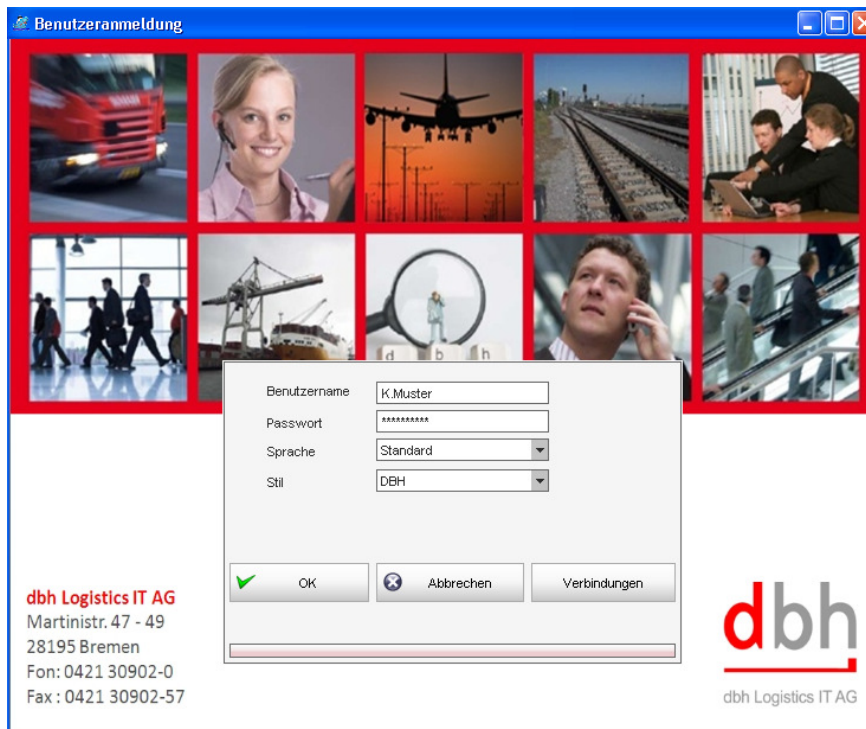 Benutzeranmeldung
d b h
Benutzername K.Muster
Passwort **********
Sprache Standard
Stil DBH
OK Abbrechen Verbindungen
dbh Logistics IT AG
Martinistr. 47 - 49
28195 Bremen
Fon: 0421 30902-0
Fax : 0421 30902-57
dbh
dbh Logistics IT AG